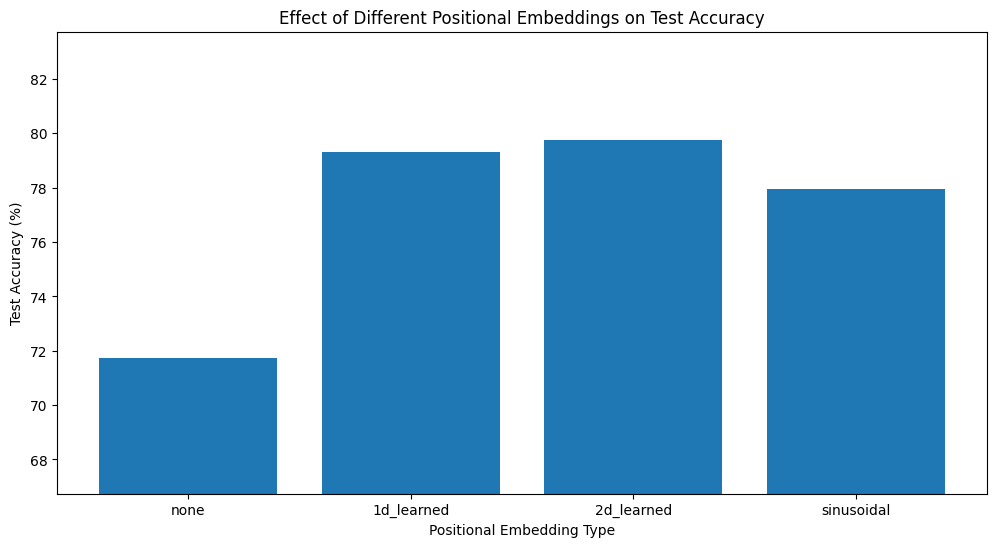 Effect of Different Positional Embeddings on Test Accuracy
Test Accuracy (%)
82
80
78
76
74
72
70
68
none 1d_learned 2d_learned sinusoidal
Positional Embedding Type